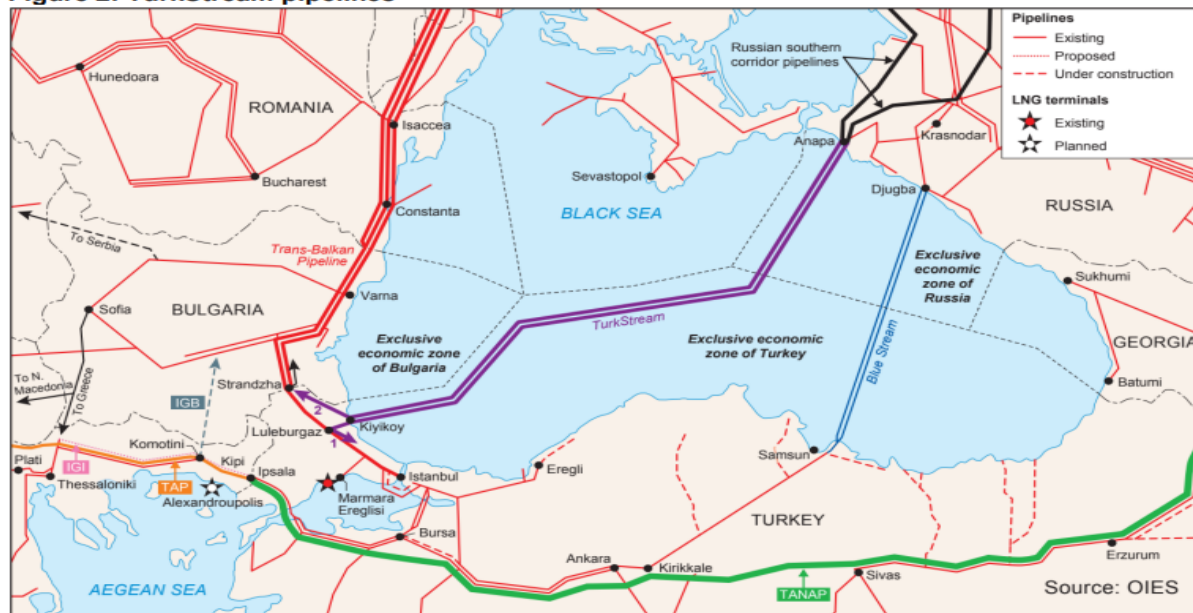 Figure 2: TurkStream pipelines
Pipelines
Existing
Proposed
Under construction
LNG terminals
Existing
Planned
Russian southern
corridor pipelines
Hunedoara
ROMANIA
Isaccea
Bucharest
Constanta
Anapa
Krasnodar
Sevastopol
Djugba
BLACK SEA
RUSSIA
To Serbia
Trans-Balkan
Pipeline
Exclusive
economic
zone of
Russia
Sukhumi
Sofia
BULGARIA
Varna
TurkStream
Exclusive
economic zone
of Bulgaria
Exclusive economic
zone of Turkey
Blue Stream
GEORGIA
Batumi
To N.
Macedonia
To Greece
Strandzha
IGB
2
Kiyikoy
Luleburgaz
1
Komotini
Kipi
Ipsala
Istanbul
Eregli
Samsun
Plati
IGI
TAP
Thessaloniki
Alexandroupolis
Marmara
Ereglisi
Bursa
TURKEY
Ankara
Kirikkale
Sivas
Erzurum
TANAP
AEGEAN SEA
Source: OIES